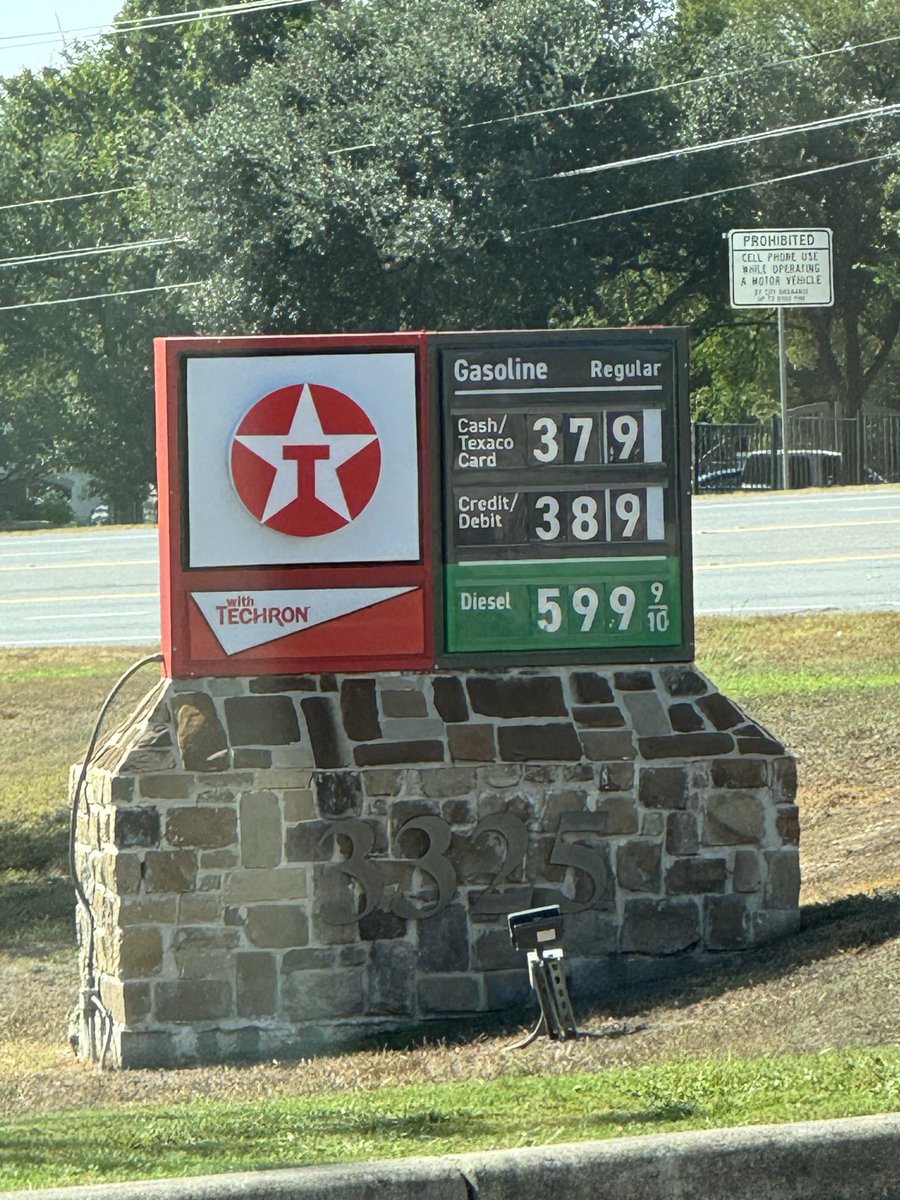 PROHIBITED
CELL PHONE USE
WHILE OPERATING
A MOTOR VEHICLE
Gasoline Regular
Cash/
Texaco
Card
379
Credit/
Debit
389
T
with
TECHRON
Diesel 599 9/10
3325